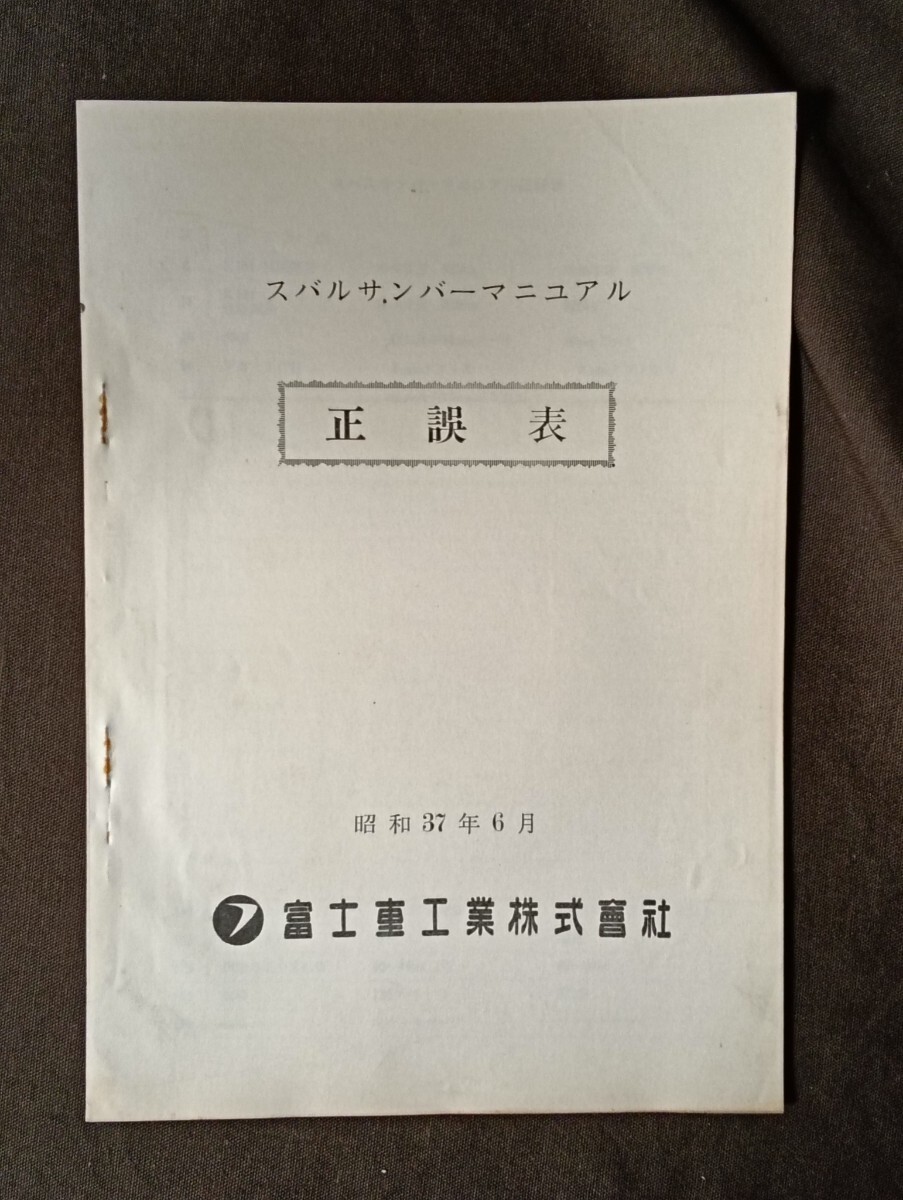 スバルサンバーマニユアル
正誤表
昭和37年6月
富士重工業株式會社